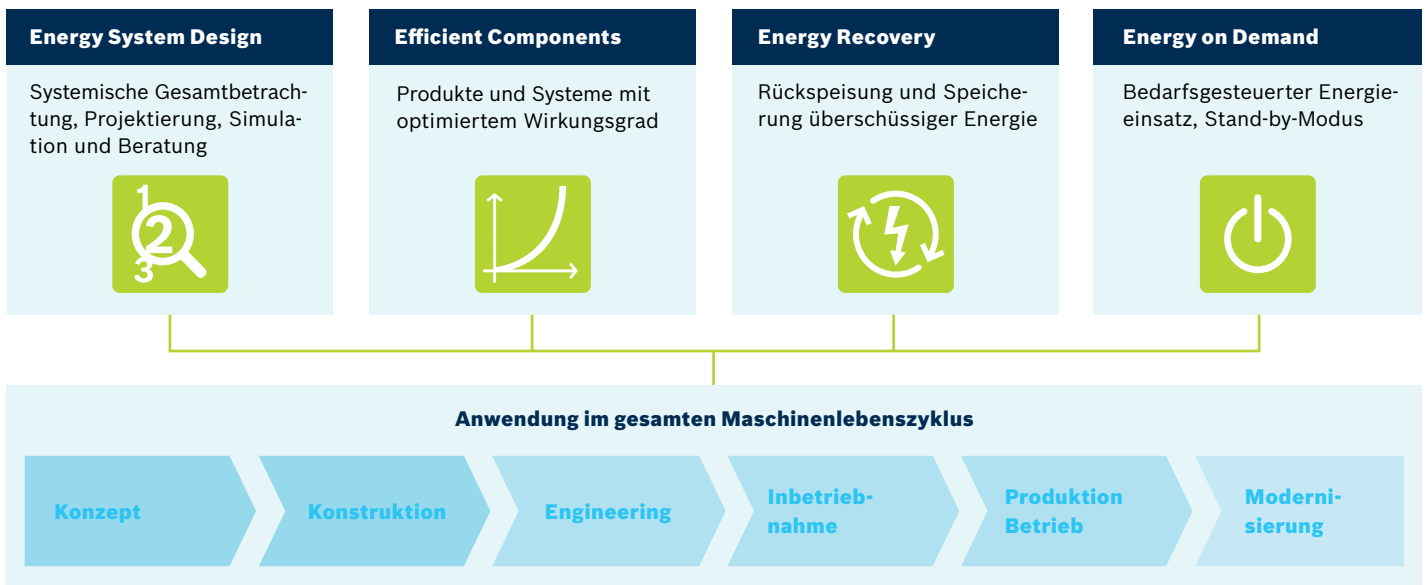 Energy System Design
Systemische Gesamtbetrach-
tung, Projektierung, Simula-
tion und Beratung
1
2
3
Efficient Components
Produkte und Systeme mit
optimiertem Wirkungsgrad
Energy Recovery
Rückspeisung und Speiche-
rung überschüssiger Energie
Energy on Demand
Bedarfsgesteuerter Energie-
einsatz, Stand-by-Modus
Anwendung im gesamten Maschinenlebenszyklus
Konzept
Konstruktion
Engineering
Inbetrieb-
nahme
Produktion
Betrieb
Moderni-
sierung